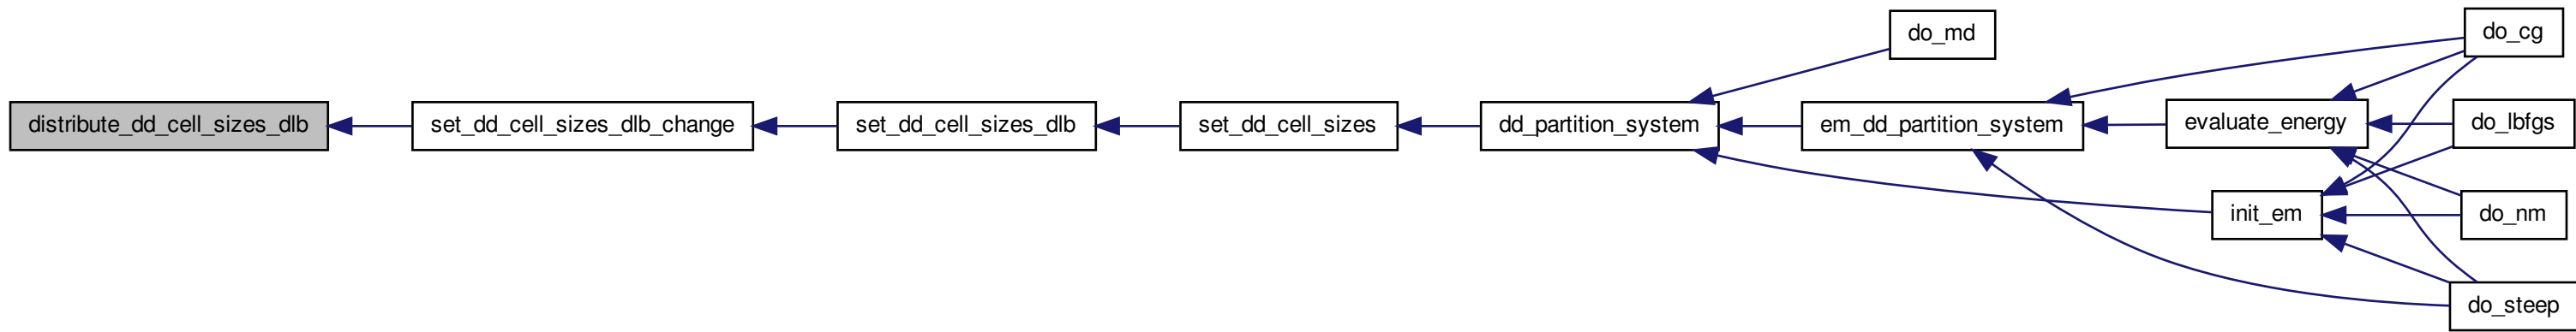 distribute_dd_cell_sizes_dlb
set_dd_cell_sizes_dlb_change
set_dd_cell_sizes_dlb
set_dd_cell_sizes
dd_partition_system
do_md
em_dd_partition_system
evaluate_energy
init_em
do_cg
do_lbfgs
do_nm
do_steep